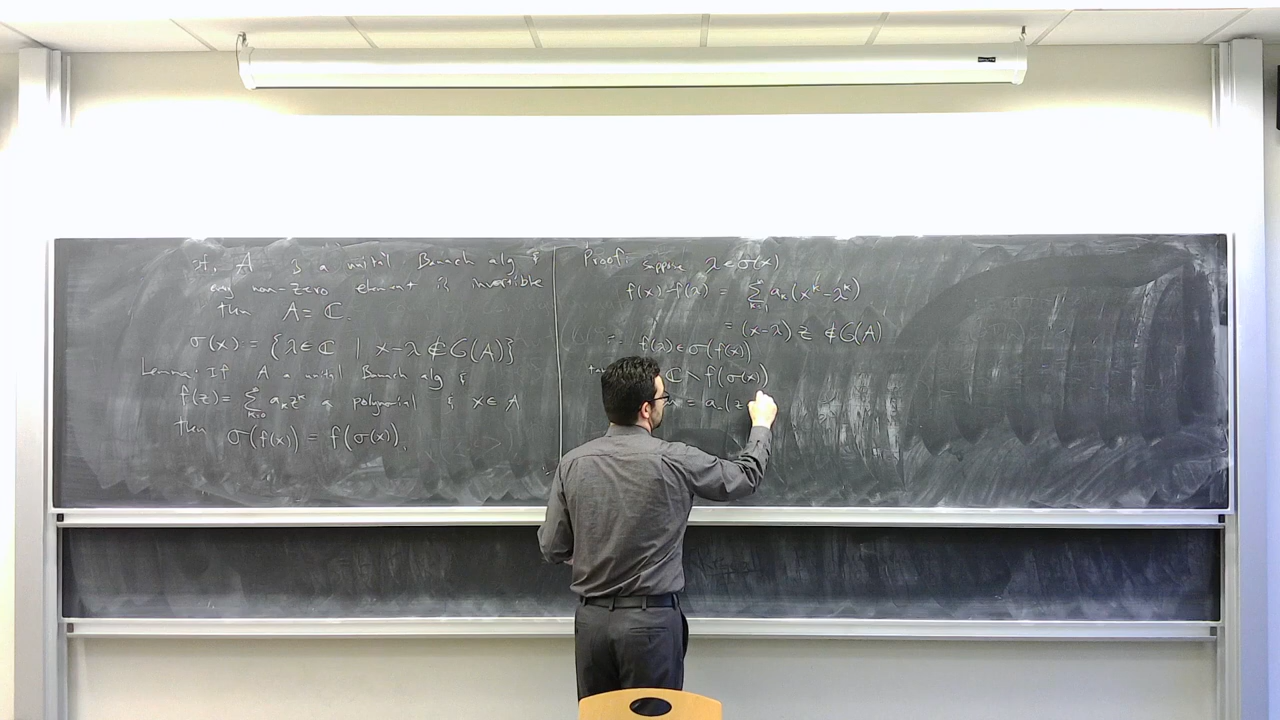 if, A is a unital Banach alg &
any non-zero element is invertible
then A = ℂ.
σ(x) = {λ∈ℂ | x-λ ∉ G(A)}
Lemma: If A a unital Banach alg &
f(z) = Σ_{k=0}^{n} a_k z^k a polynomial & x ∈ A
then σ(f(x)) = f(σ(x)).
Proof: suppose λ ∈ σ(x)
f(x)-f(λ) = Σ_{k=1}^{n} a_k (x^k - λ^k)
= (x-λ) z ∉ G(A)
f(λ) ∈ σ(f(x))
ℂ \ f(σ(x))
= a_n (z